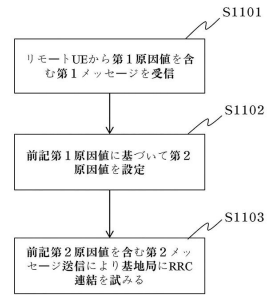 S1101
リモートUEから第1原因値を含
む第1メッセージを受信
S1102
前記第1原因値に基づいて第2
原因値を設定
S1103
前記第2原因値を含む第2メッ
セージ送信により基地局にRRC
連結を試みる